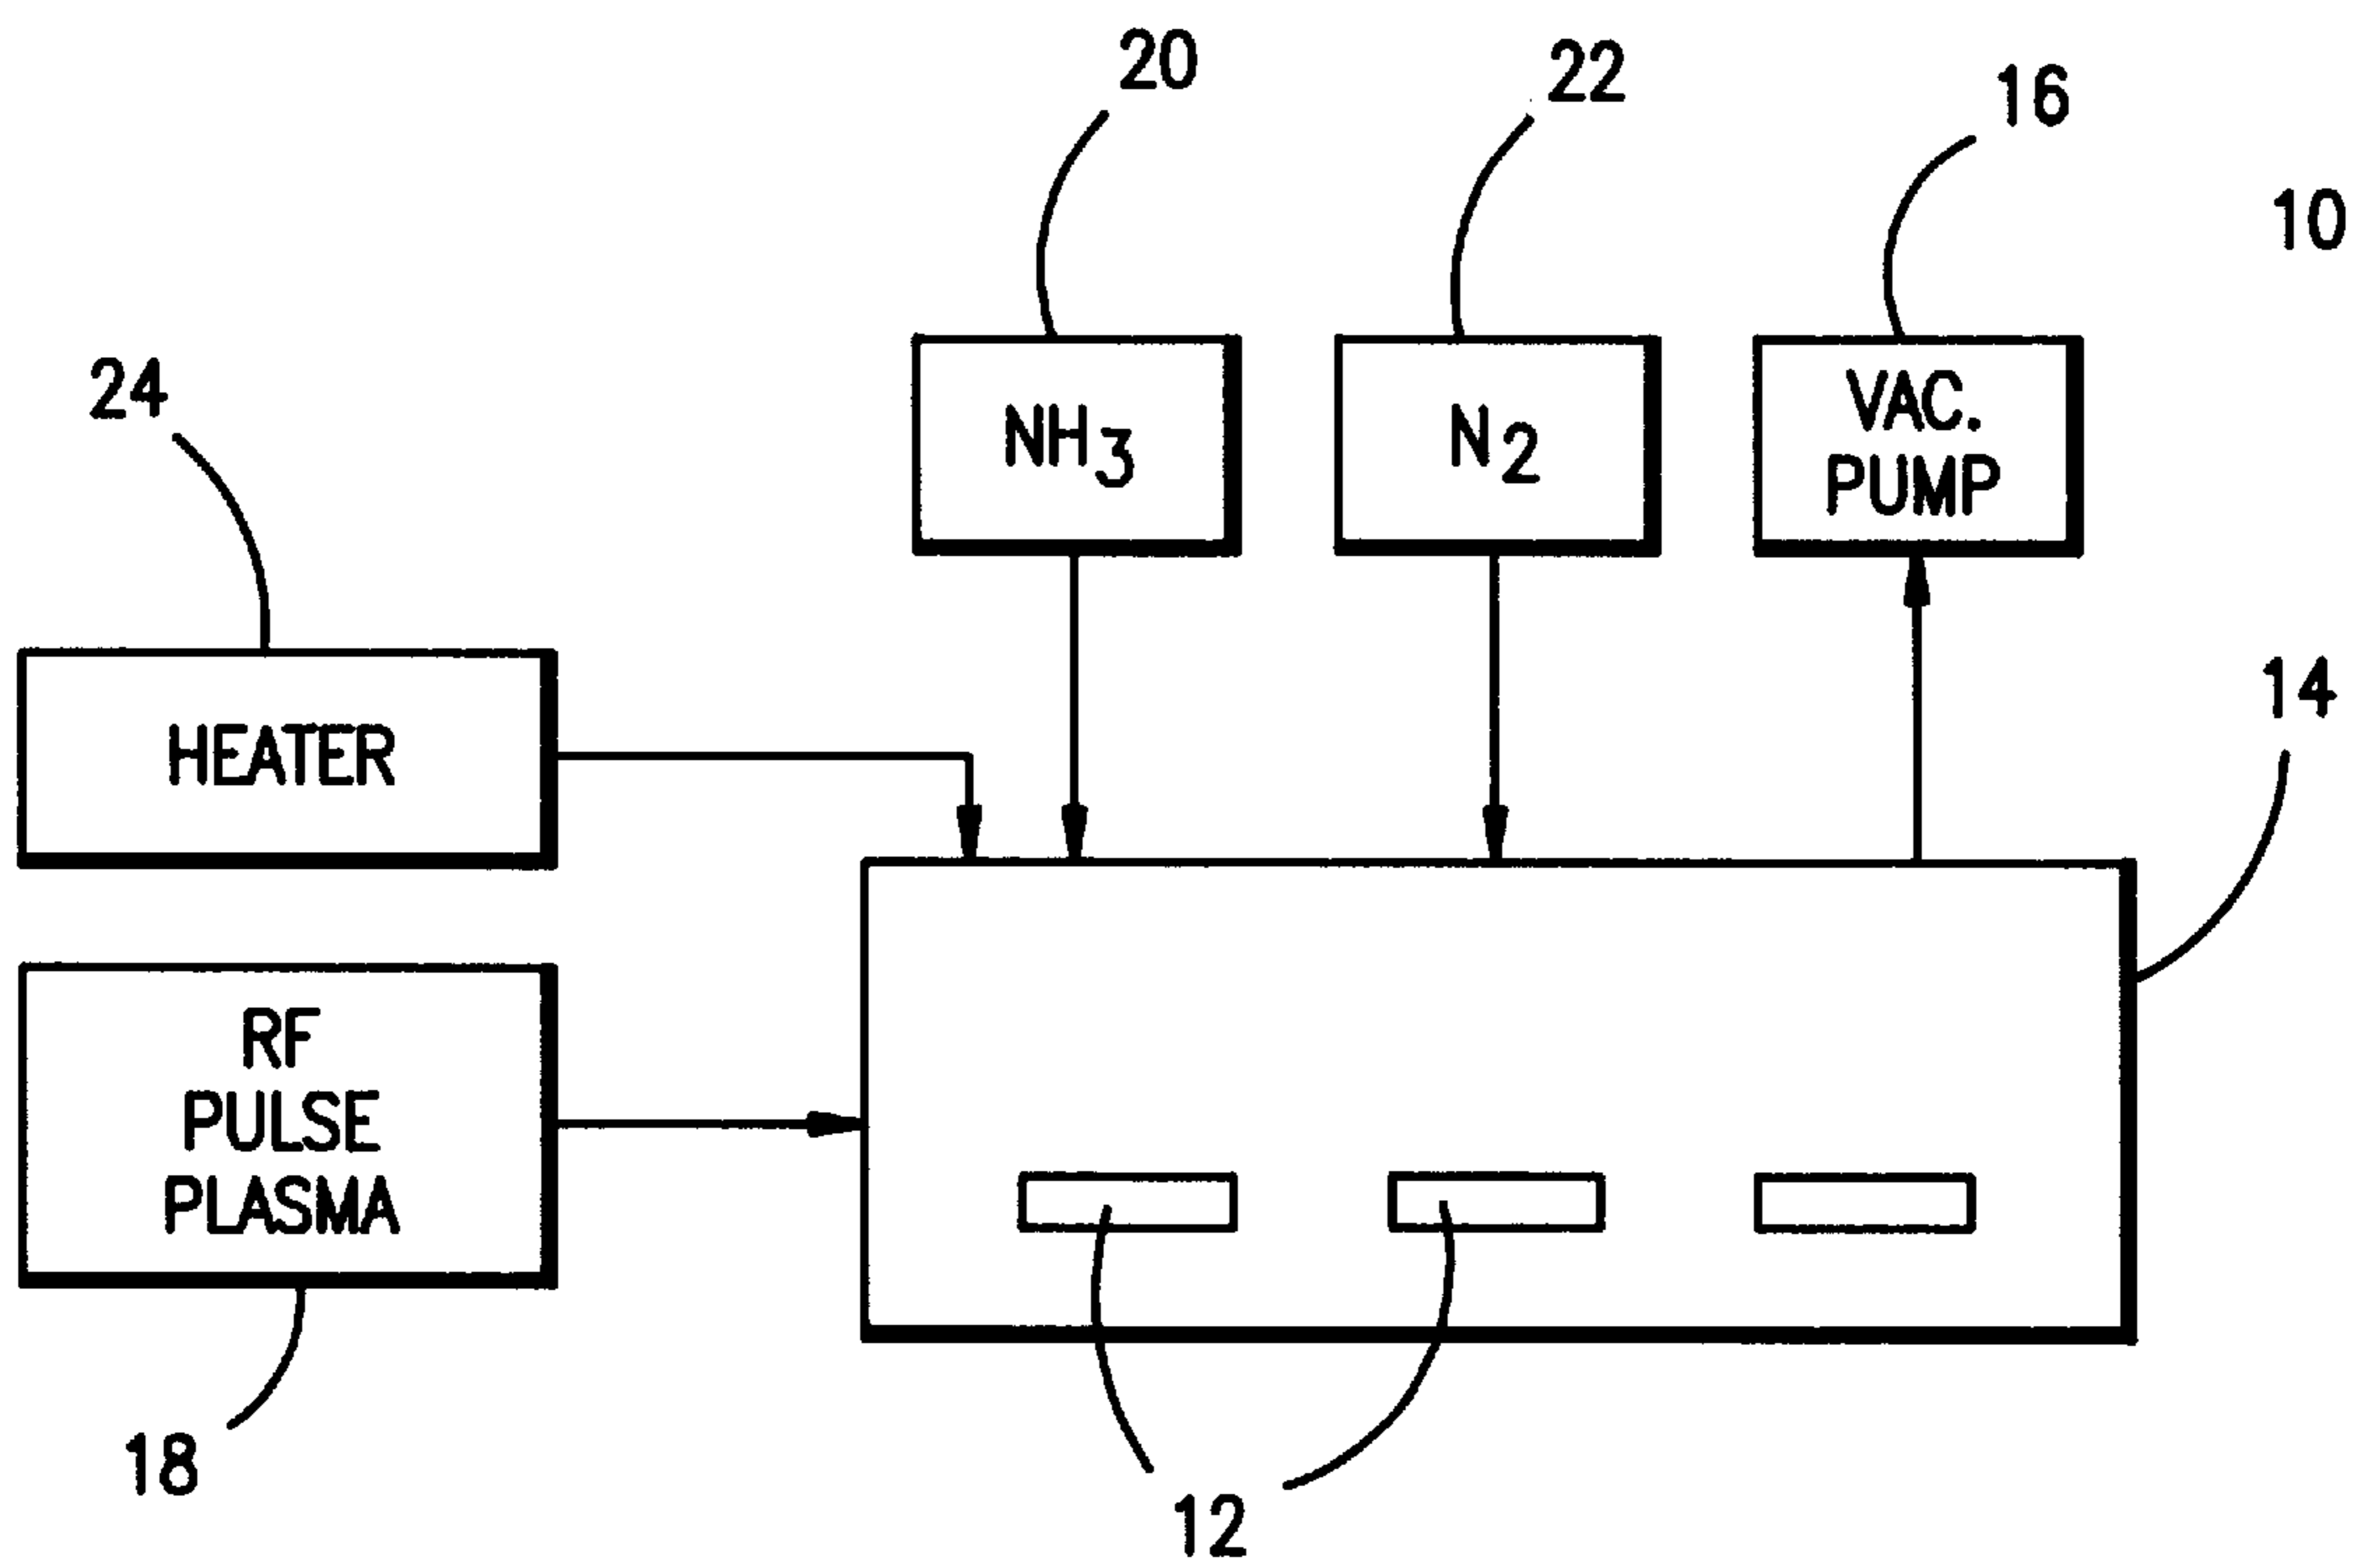 20
22
16
10
24
NH3
N2
VAC.
PUMP
14
HEATER
RF
PULSE
PLASMA
18
12